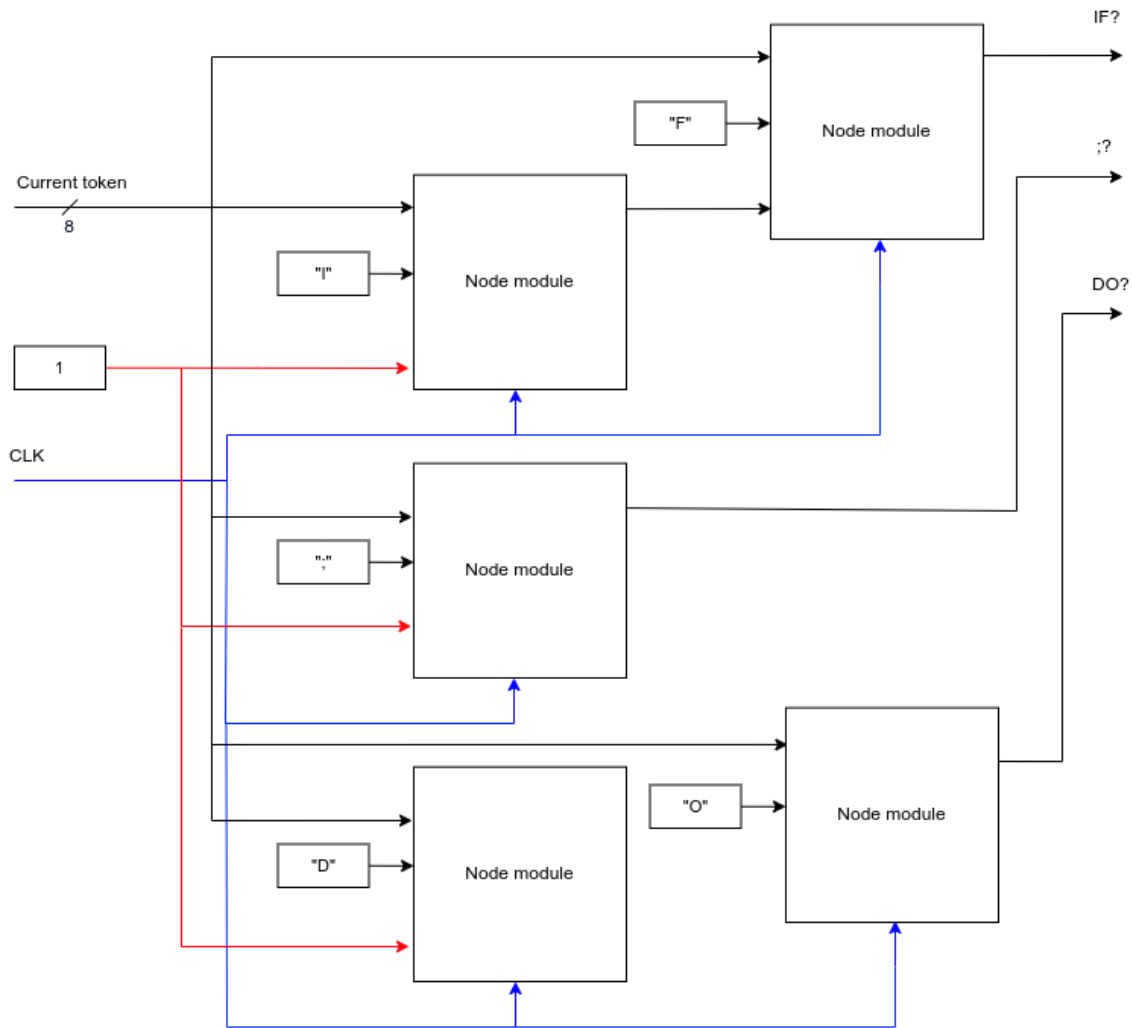 IF?
"F"
Node module
;?
Current token
8
"I"
Node module
DO?
1
CLK
";"
Node module
"O"
Node module
"D"
Node module